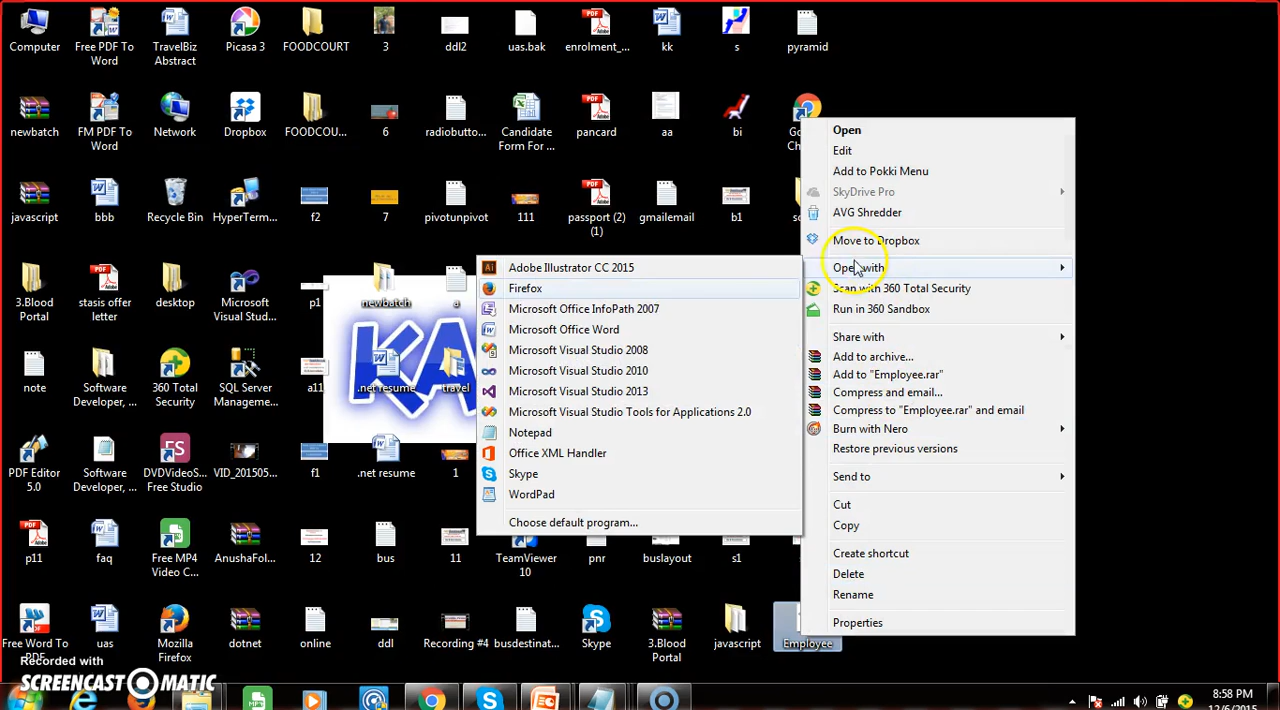 Computer
Free PDF To
Word
TravelBiz
Abstract
Picasa 3
FOODCOURT
3
ddl2
uas.bak
enrolment_...
kk
s
pyramid
newbatch
FM PDF To
Word
Network
Dropbox
FOODCOU...
6
radiobutto...
Candidate
Form For ...
pancard
aa
bi
javascript
bbb
Recycle Bin
HyperTerm...
f2
7
pivotunpivot
111
passport (2)
(1)
gmailemail
b1
3.Blood
Portal
stasis offer
letter
desktop
Microsoft
Visual Stud...
p1
newbatch
a
note
Software
Developer, ...
360 Total
Security
SQL Server
Manageme...
a11
.net resume
travel
PDF Editor
5.0
Software
Developer, ...
DVDVideoS...
Free Studio
VID_201505...
f1
.net resume
1
p11
faq
Free MP4
Video C...
AnushaFol...
12
bus
11
TeamViewer
10
pnr
buslayout
s1
Free Word To
uas
Mozilla
Firefox
dotnet
online
ddl
Recording #4
busdestinat...
Skype
3.Blood
Portal
javascript
Employee
KA
Adobe Illustrator CC 2015
Firefox
Microsoft Office InfoPath 2007
Microsoft Office Word
Microsoft Visual Studio 2008
Microsoft Visual Studio 2010
Microsoft Visual Studio 2013
Microsoft Visual Studio Tools for Applications 2.0
Notepad
Office XML Handler
Skype
WordPad
Choose default program...
Open
Edit
Add to Pokki Menu
SkyDrive Pro
AVG Shredder
Move to Dropbox
Open with
Scan with 360 Total Security
Run in 360 Sandbox
Share with
Add to archive...
Add to "Employee.rar"
Compress and email...
Compress to "Employee.rar" and email
Burn with Nero
Restore previous versions
Send to
Cut
Copy
Create shortcut
Delete
Rename
Properties
Recorded with
SCREENCAST MATIC
8:58 PM
12/6/2015